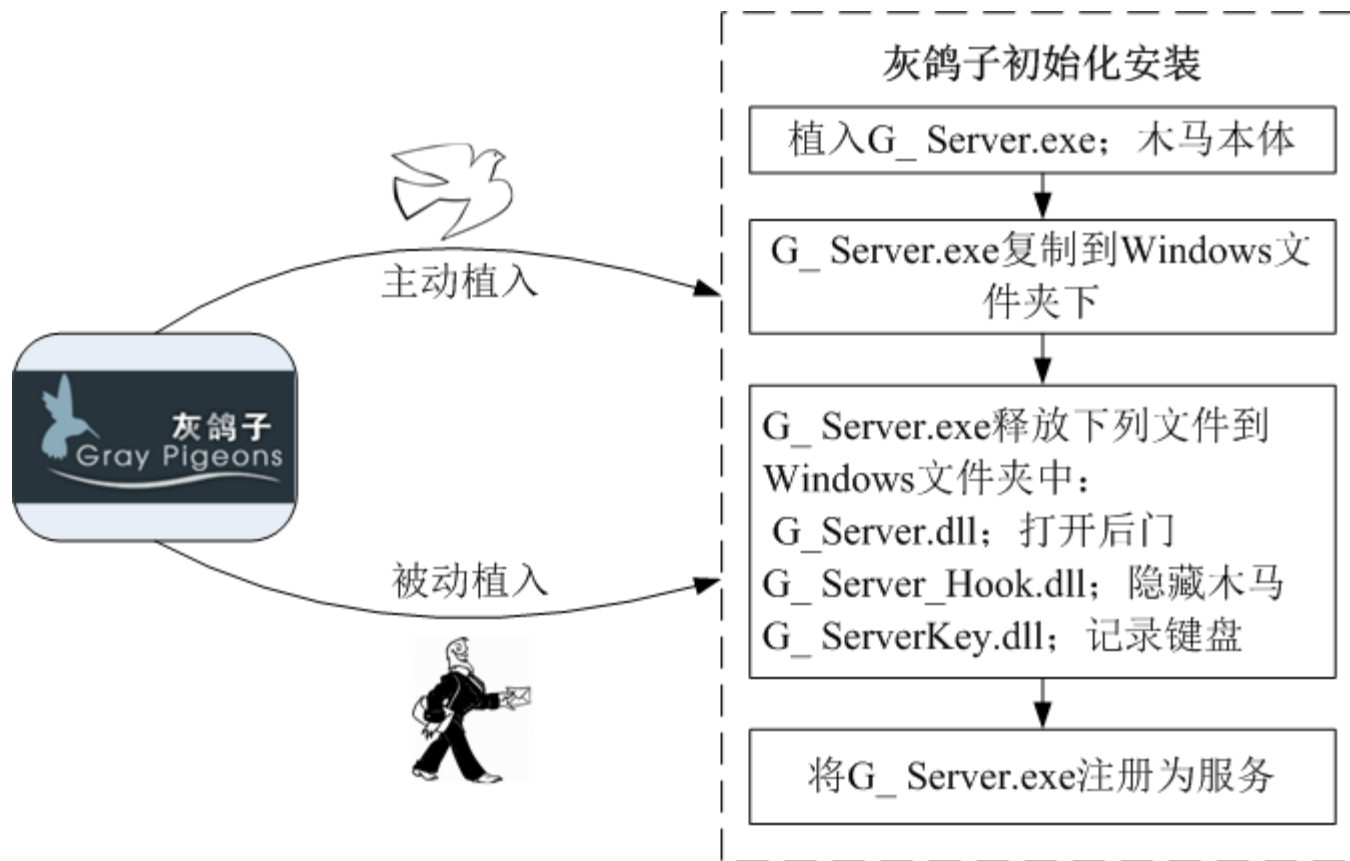 灰鸽子初始化安装
植入G_ Server.exe；木马本体
G_ Server.exe复制到Windows文
件夹下
G_ Server.exe释放下列文件到
Windows文件夹中：
G_Server.dll；打开后门
G_ Server_Hook.dll；隐藏木马
G_ ServerKey.dll；记录键盘
将G_ Server.exe注册为服务
主动植入
灰鸽子
Gray Pigeons
被动植入